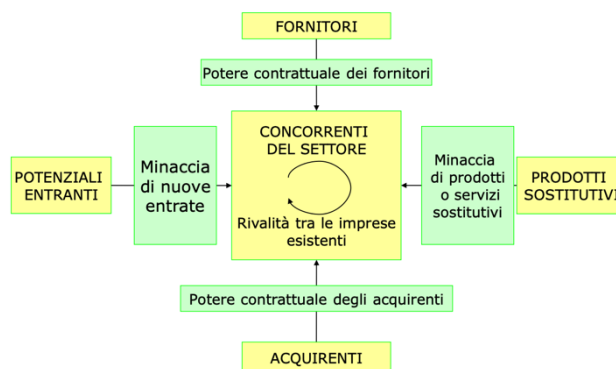 FORNITORI
Potere contrattuale dei fornitori
CONCORRENTI
DEL SETTORE
Rivalità tra le imprese
esistenti
POTENZIALI
ENTRANTI
Minaccia
di nuove
entrate
Minaccia
di prodotti
o servizi
sostitutivi
PRODOTTI
SOSTITUTIVI
Potere contrattuale degli acquirenti
ACQUIRENTI